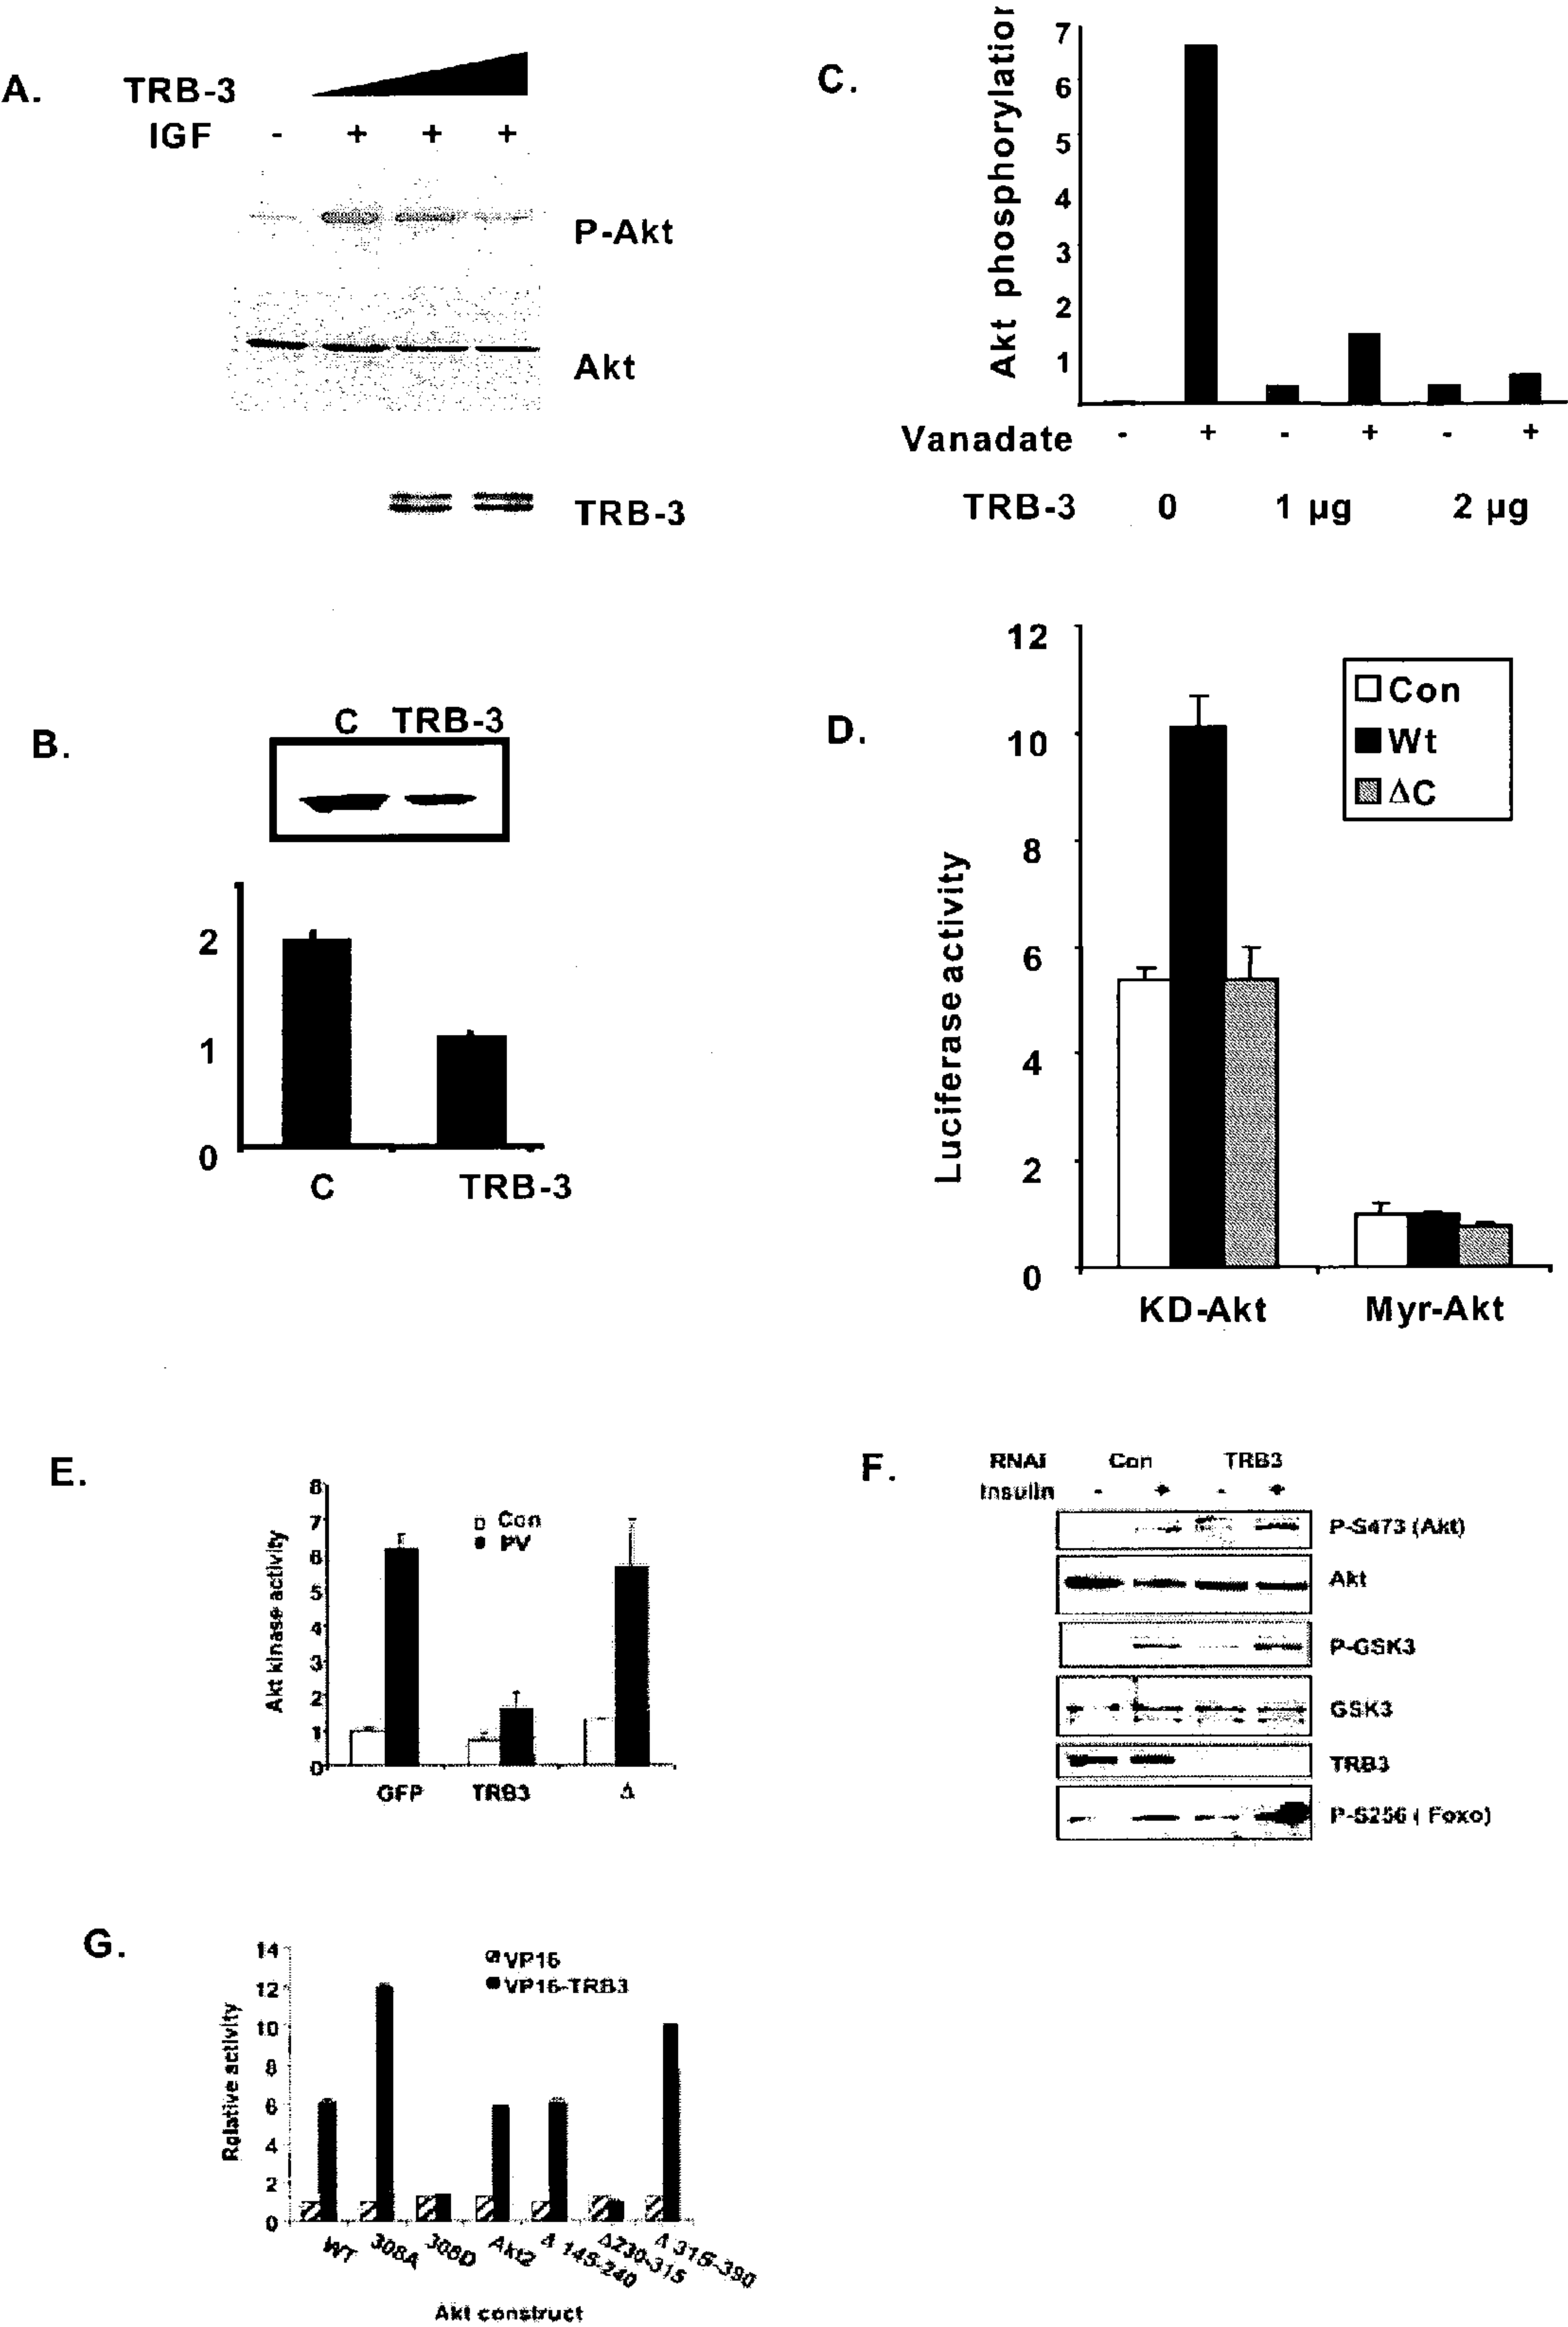 A.
TRB-3
IGF - + + +
P-Akt
Akt
TRB-3
B.
C TRB-3
2
1
0
C TRB-3
C.
Akt phosphorylation
7
6
5
4
3
2
1
Vanadate - + - + - +
TRB-3 0 1 µg 2 µg
D.
Luciferase activity
12
10
8
6
4
2
0
Con
Wt
ΔC
KD-Akt Myr-Akt
E.
Akt kinase activity
8
7
6
5
4
3
2
1
0
Con
PV
GFP TRB3 Δ
F.
RNAi Con TRB3
Insulin - + - +
P-S473 (Akt)
Akt
P-GSK3
GSK3
TRB3
P-S256 ( Foxo)
G.
Relative activity
14
12
10
8
6
4
2
0
VP16
VP16-TRB3
WT 308A 308D Akt2 Δ 145-240 Δ230-315 Δ 315-390
Akt construct